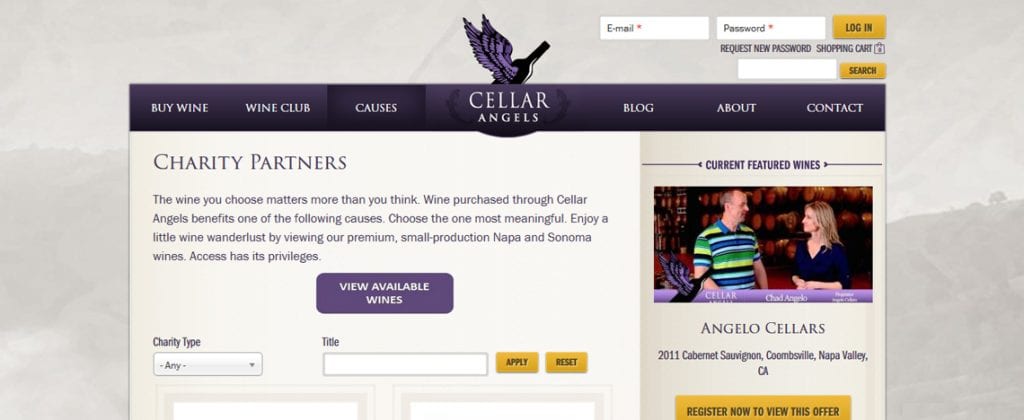 E-mail *
Password *
LOG IN
REQUEST NEW PASSWORD SHOPPING CART
SEARCH
BUY WINE
WINE CLUB
CAUSES
CELLAR
ANGELS
BLOG
ABOUT
CONTACT
CHARITY PARTNERS
The wine you choose matters more than you think. Wine purchased through Cellar
Angels benefits one of the following causes. Choose the one most meaningful. Enjoy a
little wine wanderlust by viewing our premium, small-production Napa and Sonoma
wines. Access has its privileges.
VIEW AVAILABLE
WINES
Charity Type
- Any -
Title
APPLY
RESET
CURRENT FEATURED WINES
CELLAR
Chad Angelo
Proprietor
Angelo Cellars
ANGELO CELLARS
2011 Cabernet Sauvignon, Coombsville, Napa Valley,
CA
REGISTER NOW TO VIEW THIS OFFER